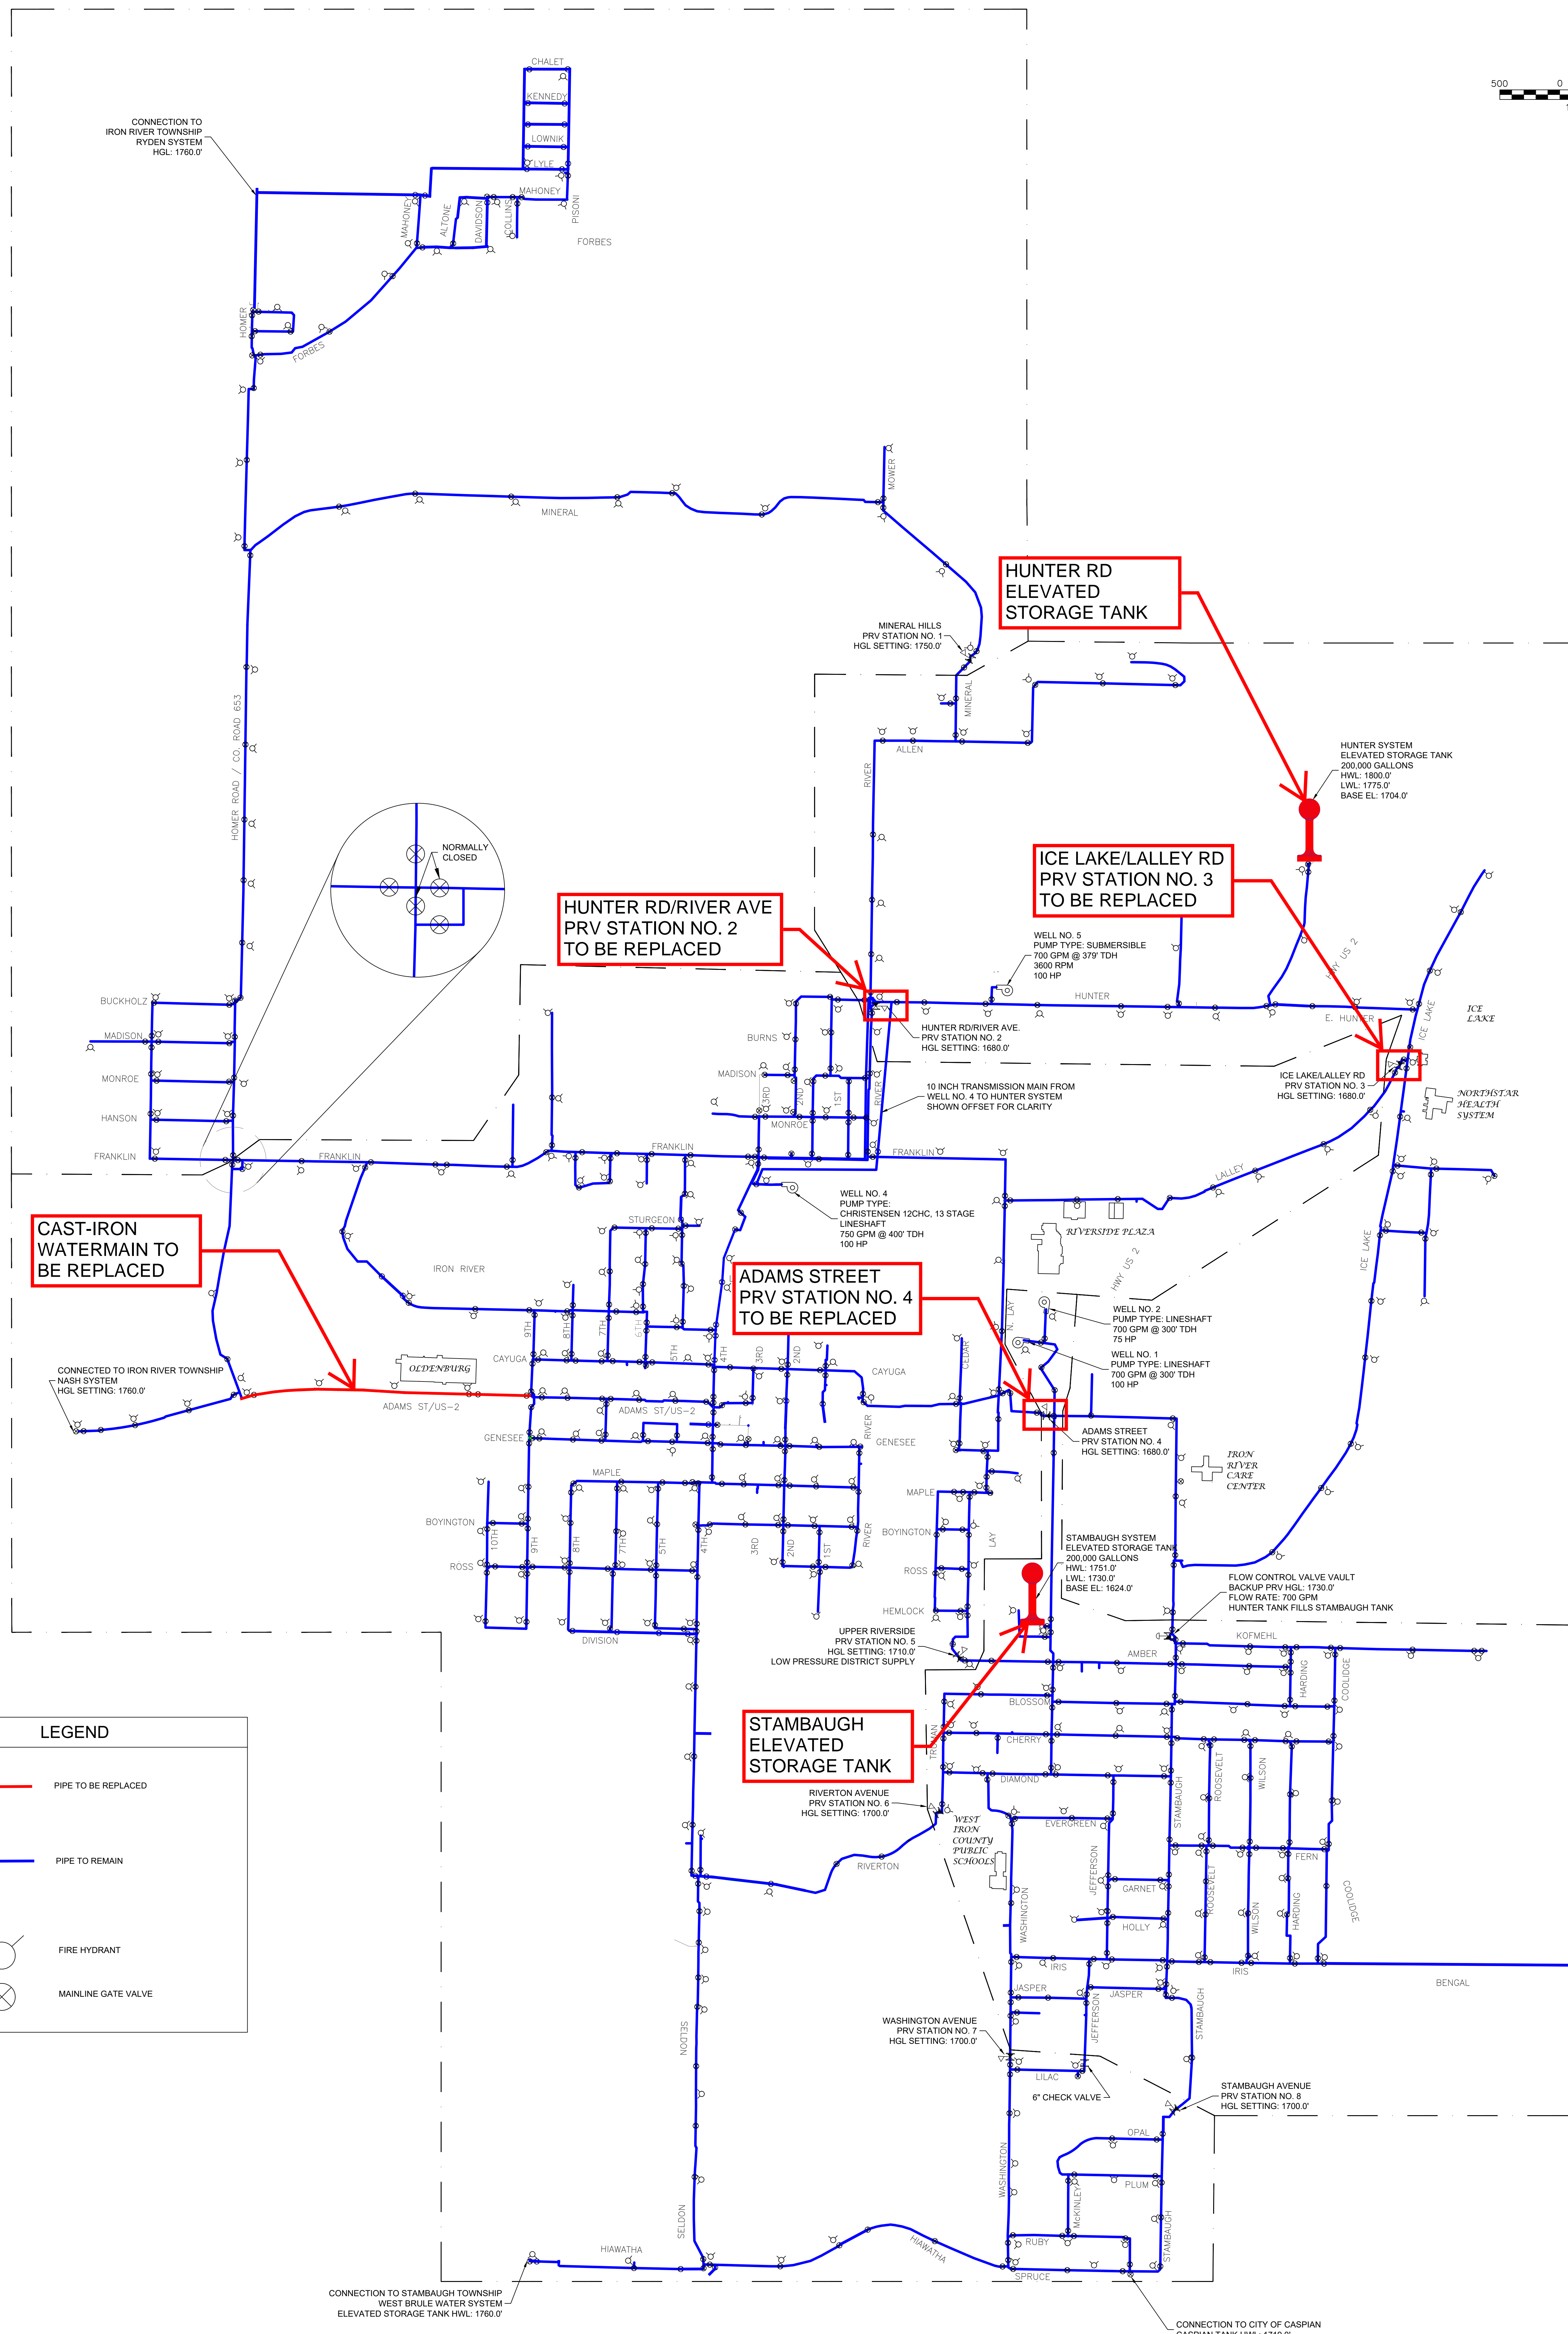 CHALET
KENNEDY
LOWNIK
LYLE
MAHONEY
CONNECTION TO
IRON RIVER TOWNSHIP
RYDEN SYSTEM
HGL: 1760.0'
500
0
MAHONEY
ALTONE
DAVIDSON
COLLINS
PISONI
FORBES
HOMER
FORBES
MOWER
MINERAL
HUNTER RD
ELEVATED
STORAGE TANK
MINERAL HILLS
PRV STATION NO. 1
HGL SETTING: 1750.0'
MINERAL
ALLEN
RIVER
HOMER ROAD / CO. ROAD 653
HUNTER SYSTEM
ELEVATED STORAGE TANK
200,000 GALLONS
HWL: 1800.0'
LWL: 1775.0'
BASE EL: 1704.0'
NORMALLY
CLOSED
ICE LAKE/LALLEY RD
PRV STATION NO. 3
TO BE REPLACED
HUNTER RD/RIVER AVE
PRV STATION NO. 2
TO BE REPLACED
WELL NO. 5
PUMP TYPE: SUBMERSIBLE
700 GPM @ 379' TDH
3600 RPM
100 HP
HWY US 2
HUNTER
E. HUNTER
ICE LAKE
ICE
LAKE
BUCKHOLZ
MADISON
MONROE
HANSON
FRANKLIN
FRANKLIN
BURNS
MADISON
3RD
2ND
1ST
RIVER
MONROE
HUNTER RD/RIVER AVE.
PRV STATION NO. 2
HGL SETTING: 1680.0'
10 INCH TRANSMISSION MAIN FROM
WELL NO. 4 TO HUNTER SYSTEM
SHOWN OFFSET FOR CLARITY
ICE LAKE/LALLEY RD
PRV STATION NO. 3
HGL SETTING: 1680.0'
NORTHSTAR
HEALTH
SYSTEM
FRANKLIN
FRANKLIN
LALLEY
WELL NO. 4
PUMP TYPE:
CHRISTENSEN 12CHC, 13 STAGE
LINESHAFT
750 GPM @ 400' TDH
100 HP
STURGEON
RIVERSIDE PLAZA
HWY US 2
ICE LAKE
CAST-IRON
WATERMAIN TO
BE REPLACED
IRON RIVER
ADAMS STREET
PRV STATION NO. 4
TO BE REPLACED
N. LAY
WELL NO. 2
PUMP TYPE: LINESHAFT
700 GPM @ 300' TDH
75 HP
WELL NO. 1
PUMP TYPE: LINESHAFT
700 GPM @ 300' TDH
100 HP
9TH
8TH
7TH
6TH
5TH
4TH
3RD
2ND
CAYUGA
CAYUGA
CEDAR
OLDENBURG
CONNECTED TO IRON RIVER TOWNSHIP
NASH SYSTEM
HGL SETTING: 1760.0'
ADAMS ST/US-2
ADAMS ST/US-2
RIVER
GENESEE
GENESEE
ADAMS STREET
PRV STATION NO. 4
HGL SETTING: 1680.0'
IRON
RIVER
CARE
CENTER
MAPLE
MAPLE
BOYINGTON
BOYINGTON
10TH
9TH
8TH
7TH
5TH
4TH
3RD
2ND
1ST
RIVER
LAY
ROSS
ROSS
HEMLOCK
DIVISION
STAMBAUGH SYSTEM
ELEVATED STORAGE TANK
200,000 GALLONS
HWL: 1751.0'
LWL: 1730.0'
BASE EL: 1624.0'
FLOW CONTROL VALVE VAULT
BACKUP PRV HGL: 1730.0'
FLOW RATE: 700 GPM
HUNTER TANK FILLS STAMBAUGH TANK
UPPER RIVERSIDE
PRV STATION NO. 5
HGL SETTING: 1710.0'
LOW PRESSURE DISTRICT SUPPLY
KOFMEHL
AMBER
HARDING
COOLIDGE
BLOSSOM
TRUMAN
CHERRY
STAMBAUGH
ELEVATED
STORAGE TANK
DIAMOND
STAMBAUGH
ROOSEVELT
WILSON
RIVERTON AVENUE
PRV STATION NO. 6
HGL SETTING: 1700.0'
WEST
IRON
COUNTY
PUBLIC
SCHOOLS
EVERGREEN
FERN
RIVERTON
JEFFERSON
GARNET
ROOSEVELT
WILSON
HARDING
COOLIDGE
WASHINGTON
HOLLY
IRIS
IRIS
BENGAL
JASPER
JASPER
JEFFERSON
STAMBAUGH
LEGEND
PIPE TO BE REPLACED
PIPE TO REMAIN
FIRE HYDRANT
MAINLINE GATE VALVE
SELDON
WASHINGTON AVENUE
PRV STATION NO. 7
HGL SETTING: 1700.0'
LILAC
6" CHECK VALVE
STAMBAUGH AVENUE
PRV STATION NO. 8
HGL SETTING: 1700.0'
OPAL
PLUM
WASHINGTON
McKINLEY
RUBY
STAMBAUGH
SELDON
HIAWATHA
HIAWATHA
SPRUCE
CONNECTION TO STAMBAUGH TOWNSHIP
WEST BRULE WATER SYSTEM
ELEVATED STORAGE TANK HWL: 1760.0'
CONNECTION TO CITY OF CASPIAN